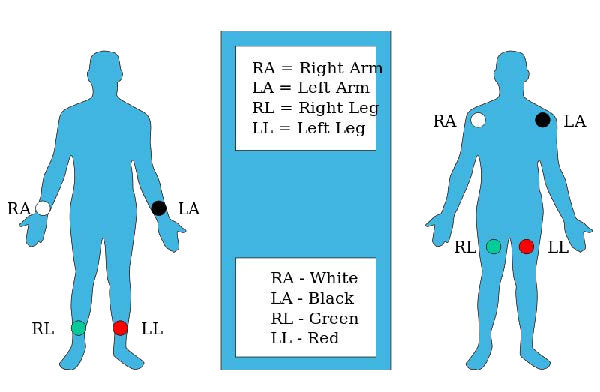 RA = Right Arm
LA = Left Arm
RL = Right Leg
LL = Left Leg
RA
LA
RL
LL
RA - White
LA - Black
RL - Green
LL - Red
RA
LA
RL
LL